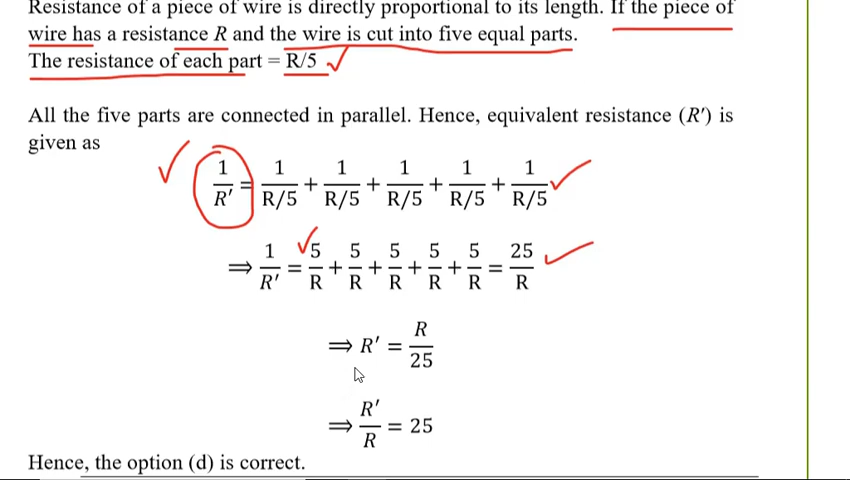 Resistance of a piece of wire is directly proportional to its length. If the piece of
wire has a resistance R and the wire is cut into five equal parts.
The resistance of each part = R/5
All the five parts are connected in parallel. Hence, equivalent resistance (R′) is
given as
1/R′ = 1/R/5 + 1/R/5 + 1/R/5 + 1/R/5 + 1/R/5
⟹ 1/R′ = 5/R + 5/R + 5/R + 5/R + 5/R = 25/R
⟹ R′ = R/25
⟹ R′/R = 25
Hence, the option (d) is correct.